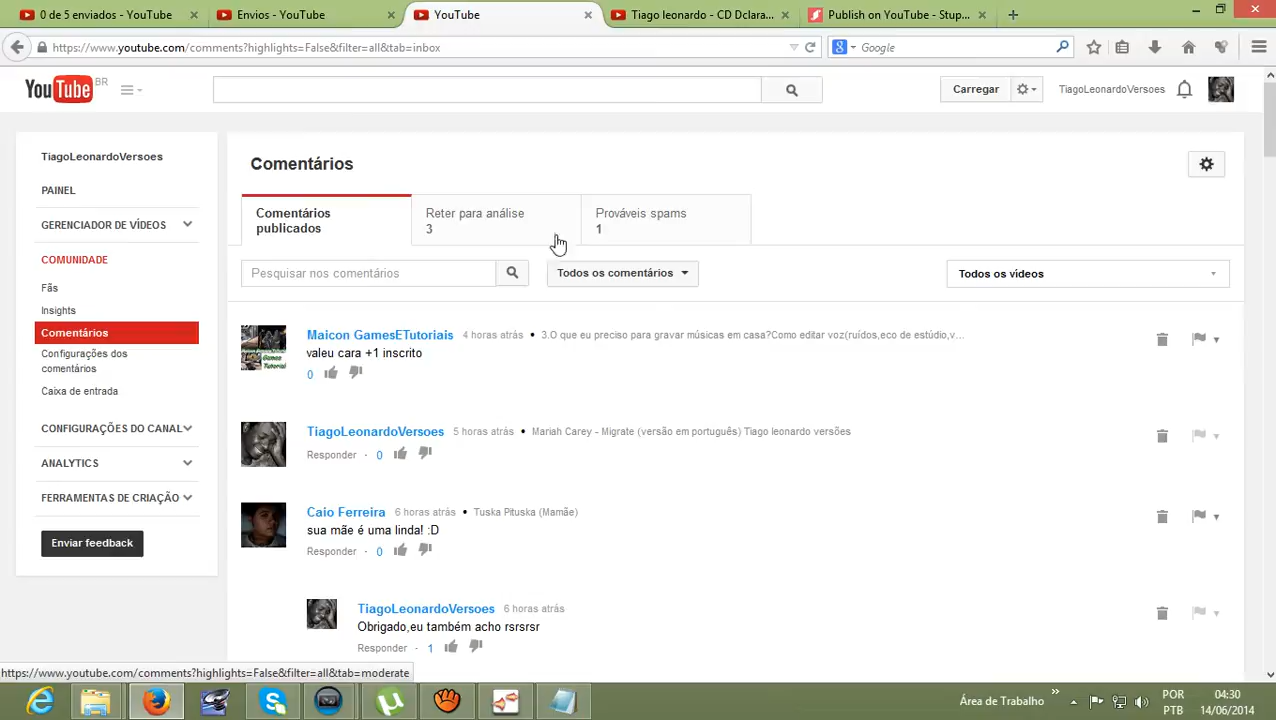 0 de YouTube
Envios - YouTube
YouTube
Tiago leonardo - CD Dclara...
Publish on YouTube - Stup...
https://www.youtube.com/comments?highlights=False&filter=all&tab=inbox
Google
YouTube BR
Carregar
TiagoLeonardoVersoes
TiagoLeonardoVersoes
PAINEL
GERENCIADOR DE VÍDEOS
COMUNIDADE
Fãs
Insights
Comentários
Configurações dos
comentários
Caixa de entrada
CONFIGURAÇÕES DO CANAL
ANALYTICS
FERRAMENTAS DE CRIAÇÃO
Enviar feedback
Comentários
Comentários
publicados
Reter para análise
3
Prováveis spams
1
Pesquisar nos comentários
Todos os comentários
Todos os vídeos
Maicon GamesETutoriais 4 horas atrás • 3.O que eu preciso para gravar músicas em casa?Como editar voz(ruídos,eco de estúdio,v...
valeu cara +1 inscrito
0
TiagoLeonardoVersoes 5 horas atrás • Mariah Carey - Migrate (versão em português) Tiago leonardo versões
Responder · 0
Caio Ferreira 6 horas atrás • Tuska Pituska (Mamãe)
sua mãe é uma linda! :D
Responder · 0
TiagoLeonardoVersoes 6 horas atrás
Obrigado,eu também acho rsrsrsr
Responder · 1
https://www.youtube.com/comments?highlights=False&filter=all&tab=moderate
Área de Trabalho
POR
PTB
04:30
14/06/2014